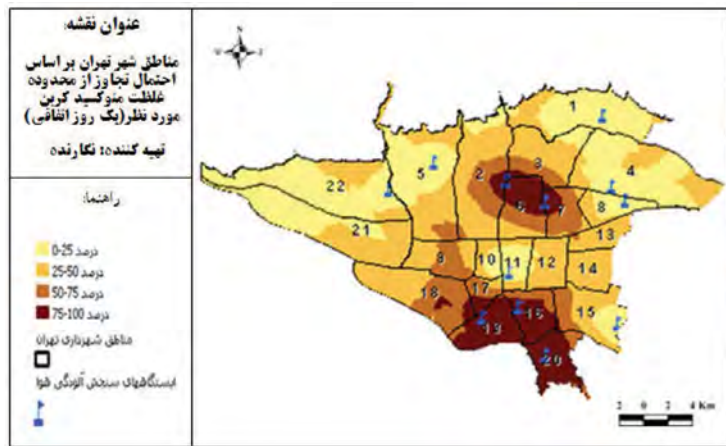 عنوان نقشه:
مناطق شهر تهران بر اساس
احتمال تجاوز از محدوده
غلظت منوکسید کربن
مورد نظر(یک روز اتفاقی)
تهیه کننده: نگارنده
راهنما:
0-25 درصد
25-50 درصد
50-75 درصد
75-100 درصد
مناطق شهرداری تهران
ایستگاههای سنجش آلودگی هوا
N
1
2
3
4
5
22
6
7
8
21
13
9
10
11
12
14
17
18
16
19
15
20
2 0 2 4 Km